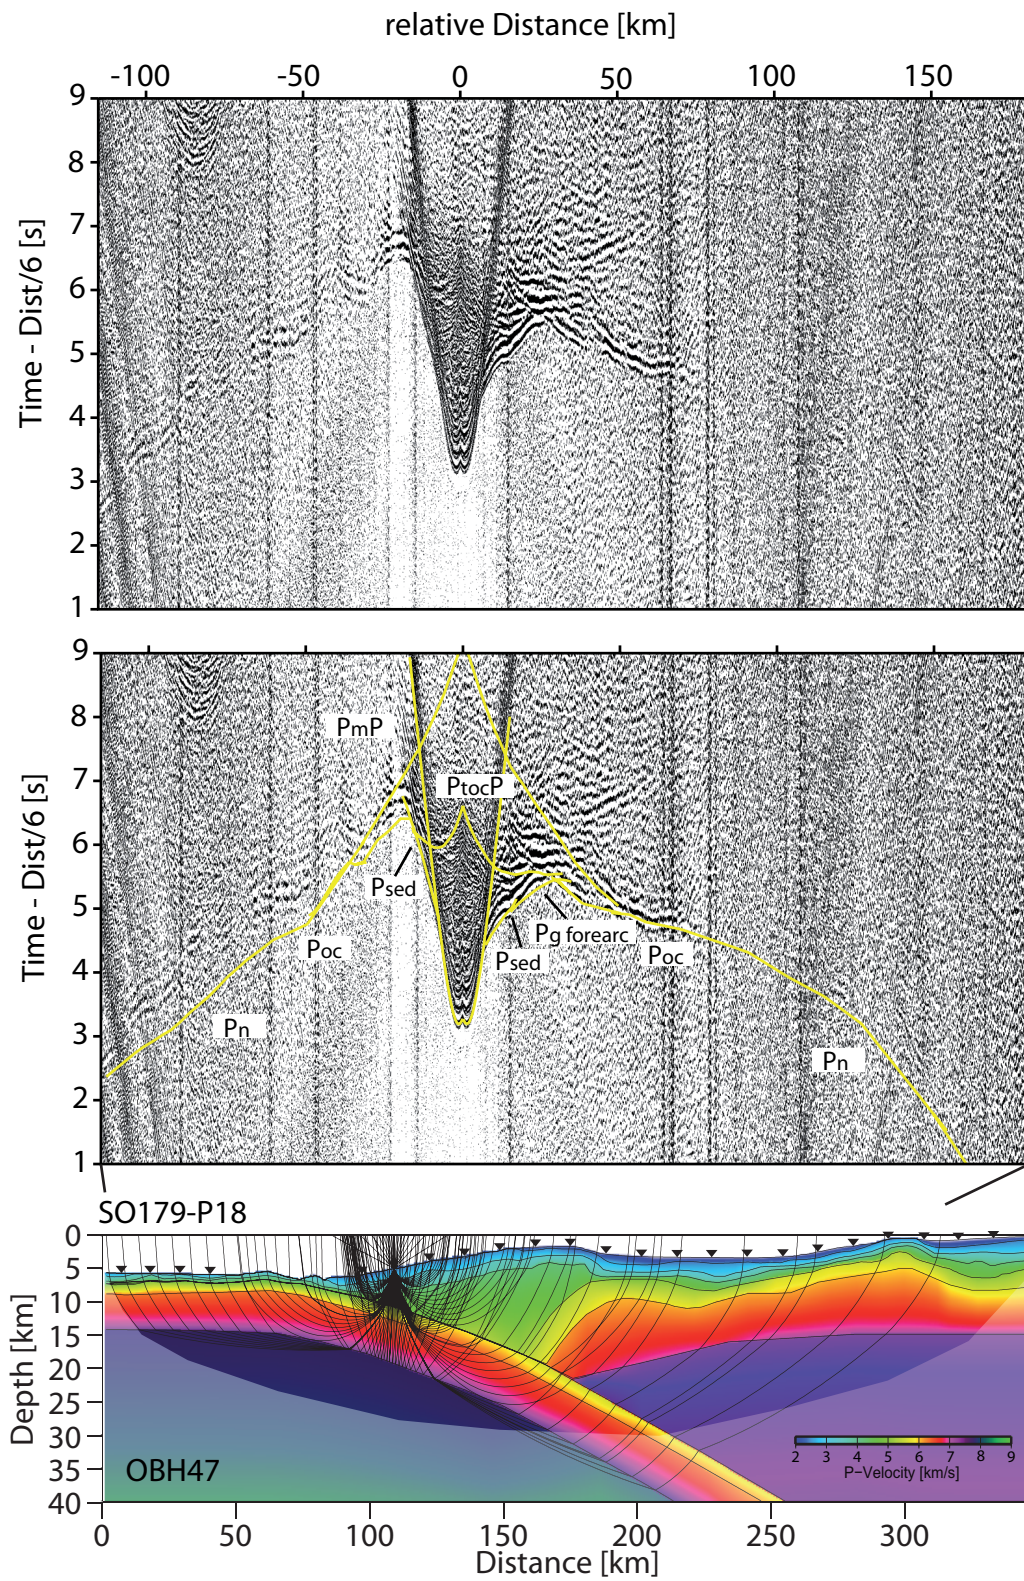 relative Distance [km]
-100 -50 0 50 100 150
9
8
7
6
5
4
3
2
1
Time - Dist/6 [s]
9
8
7
6
5
4
3
2
1
Time - Dist/6 [s]
PmP
PtocP
Psed
Pg forearc
Poc
Psed
Poc
Pn
Pn
SO179-P18
0
5
10
15
20
25
30
35
40
Depth [km]
OBH47
2 3 4 5 6 7 8 9
P-Velocity [km/s]
0 50 100 150 200 250 300
Distance [km]